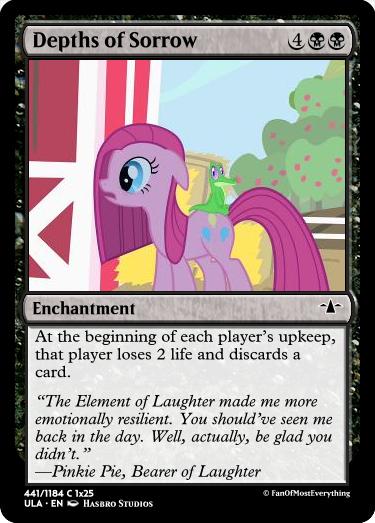 Depths of Sorrow 4
Enchantment
At the beginning of each player's upkeep,
that player loses 2 life and discards a
card.
"The Element of Laughter made me more
emotionally resilient. You should've seen me
back in the day. Well, actually, be glad you
didn't."
—Pinkie Pie, Bearer of Laughter
441/1184 C 1x25
ULA · EN Hasbro Studios
© FanOfMostEverything